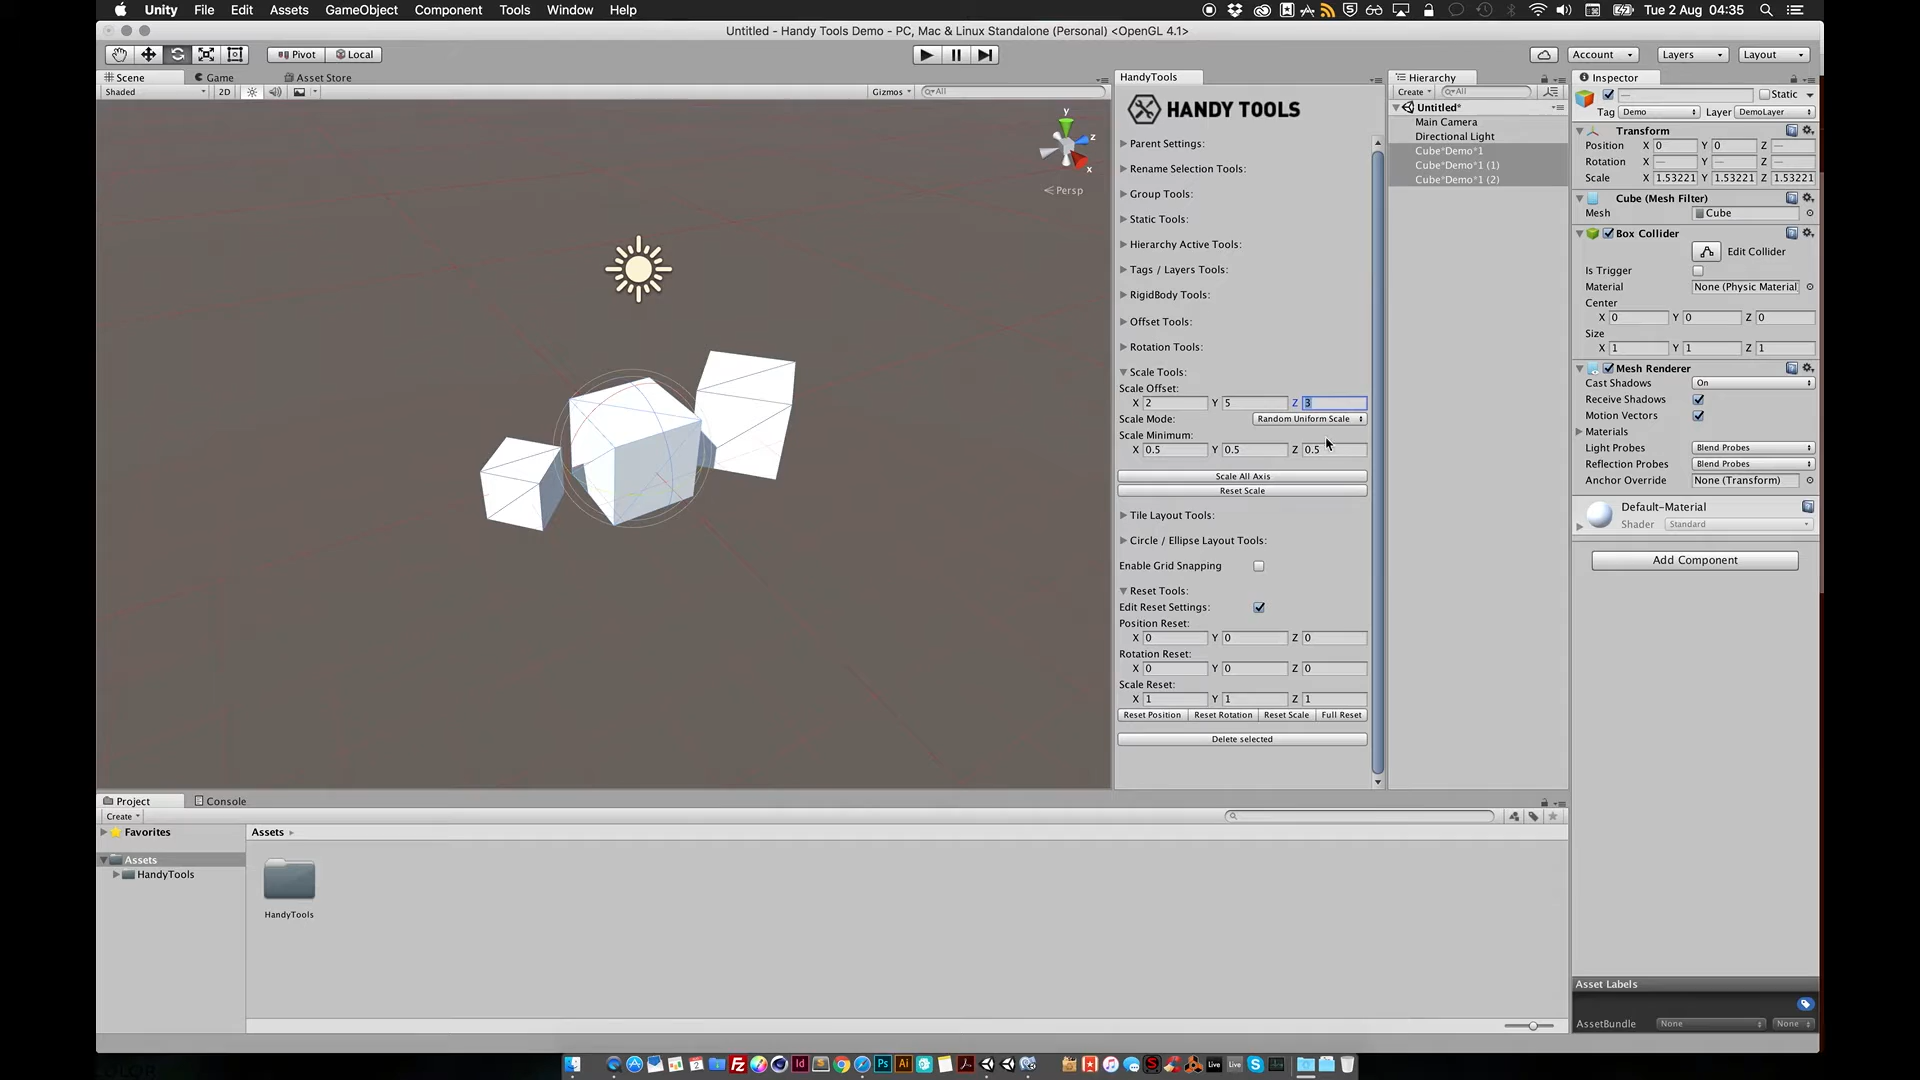 Unity File Edit Assets GameObject Component Tools Window Help Tue 2 Aug 04:35
Untitled - Handy Tools Demo - PC, Mac & Linux Standalone (Personal) <OpenGL 4.1>
Pivot Local Account Layers Layout
Scene Game Asset Store
Shaded 2D Gizmos All
y z x
Persp
HandyTools
HANDY TOOLS
Parent Settings:
Rename Selection Tools:
Group Tools:
Static Tools:
Hierarchy Active Tools:
Tags / Layers Tools:
RigidBody Tools:
Offset Tools:
Rotation Tools:
Scale Tools:
Scale Offset:
X 2 Y 5 Z 3
Scale Mode: Random Uniform Scale
Scale Minimum:
X 0.5 Y 0.5 Z 0.5
Scale All Axis
Reset Scale
Tile Layout Tools:
Circle / Ellipse Layout Tools:
Enable Grid Snapping
Reset Tools:
Edit Reset Settings:
Position Reset:
X 0 Y 0 Z 0
Rotation Reset:
X 0 Y 0 Z 0
Scale Reset:
X 1 Y 1 Z 1
Reset Position Reset Rotation Reset Scale Full Reset
Delete selected
Hierarchy
Create All
Untitled*
Main Camera
Directional Light
Cube*Demo*1
Cube*Demo*1 (1)
Cube*Demo*1 (2)
Inspector
— Static
Tag Demo Layer DemoLayer
Transform
Position X 0 Y 0 Z —
Rotation X — Y — Z —
Scale X 1.53221 Y 1.53221 Z 1.53221
Cube (Mesh Filter)
Mesh Cube
Box Collider
Edit Collider
Is Trigger
Material None (Physic Material)
Center
X 0 Y 0 Z 0
Size
X 1 Y 1 Z 1
Mesh Renderer
Cast Shadows On
Receive Shadows
Motion Vectors
Materials
Light Probes Blend Probes
Reflection Probes Blend Probes
Anchor Override None (Transform)
Default-Material
Shader Standard
Add Component
Asset Labels
AssetBundle None None
Project Console
Create
Favorites
Assets
HandyTools
Assets
HandyTools